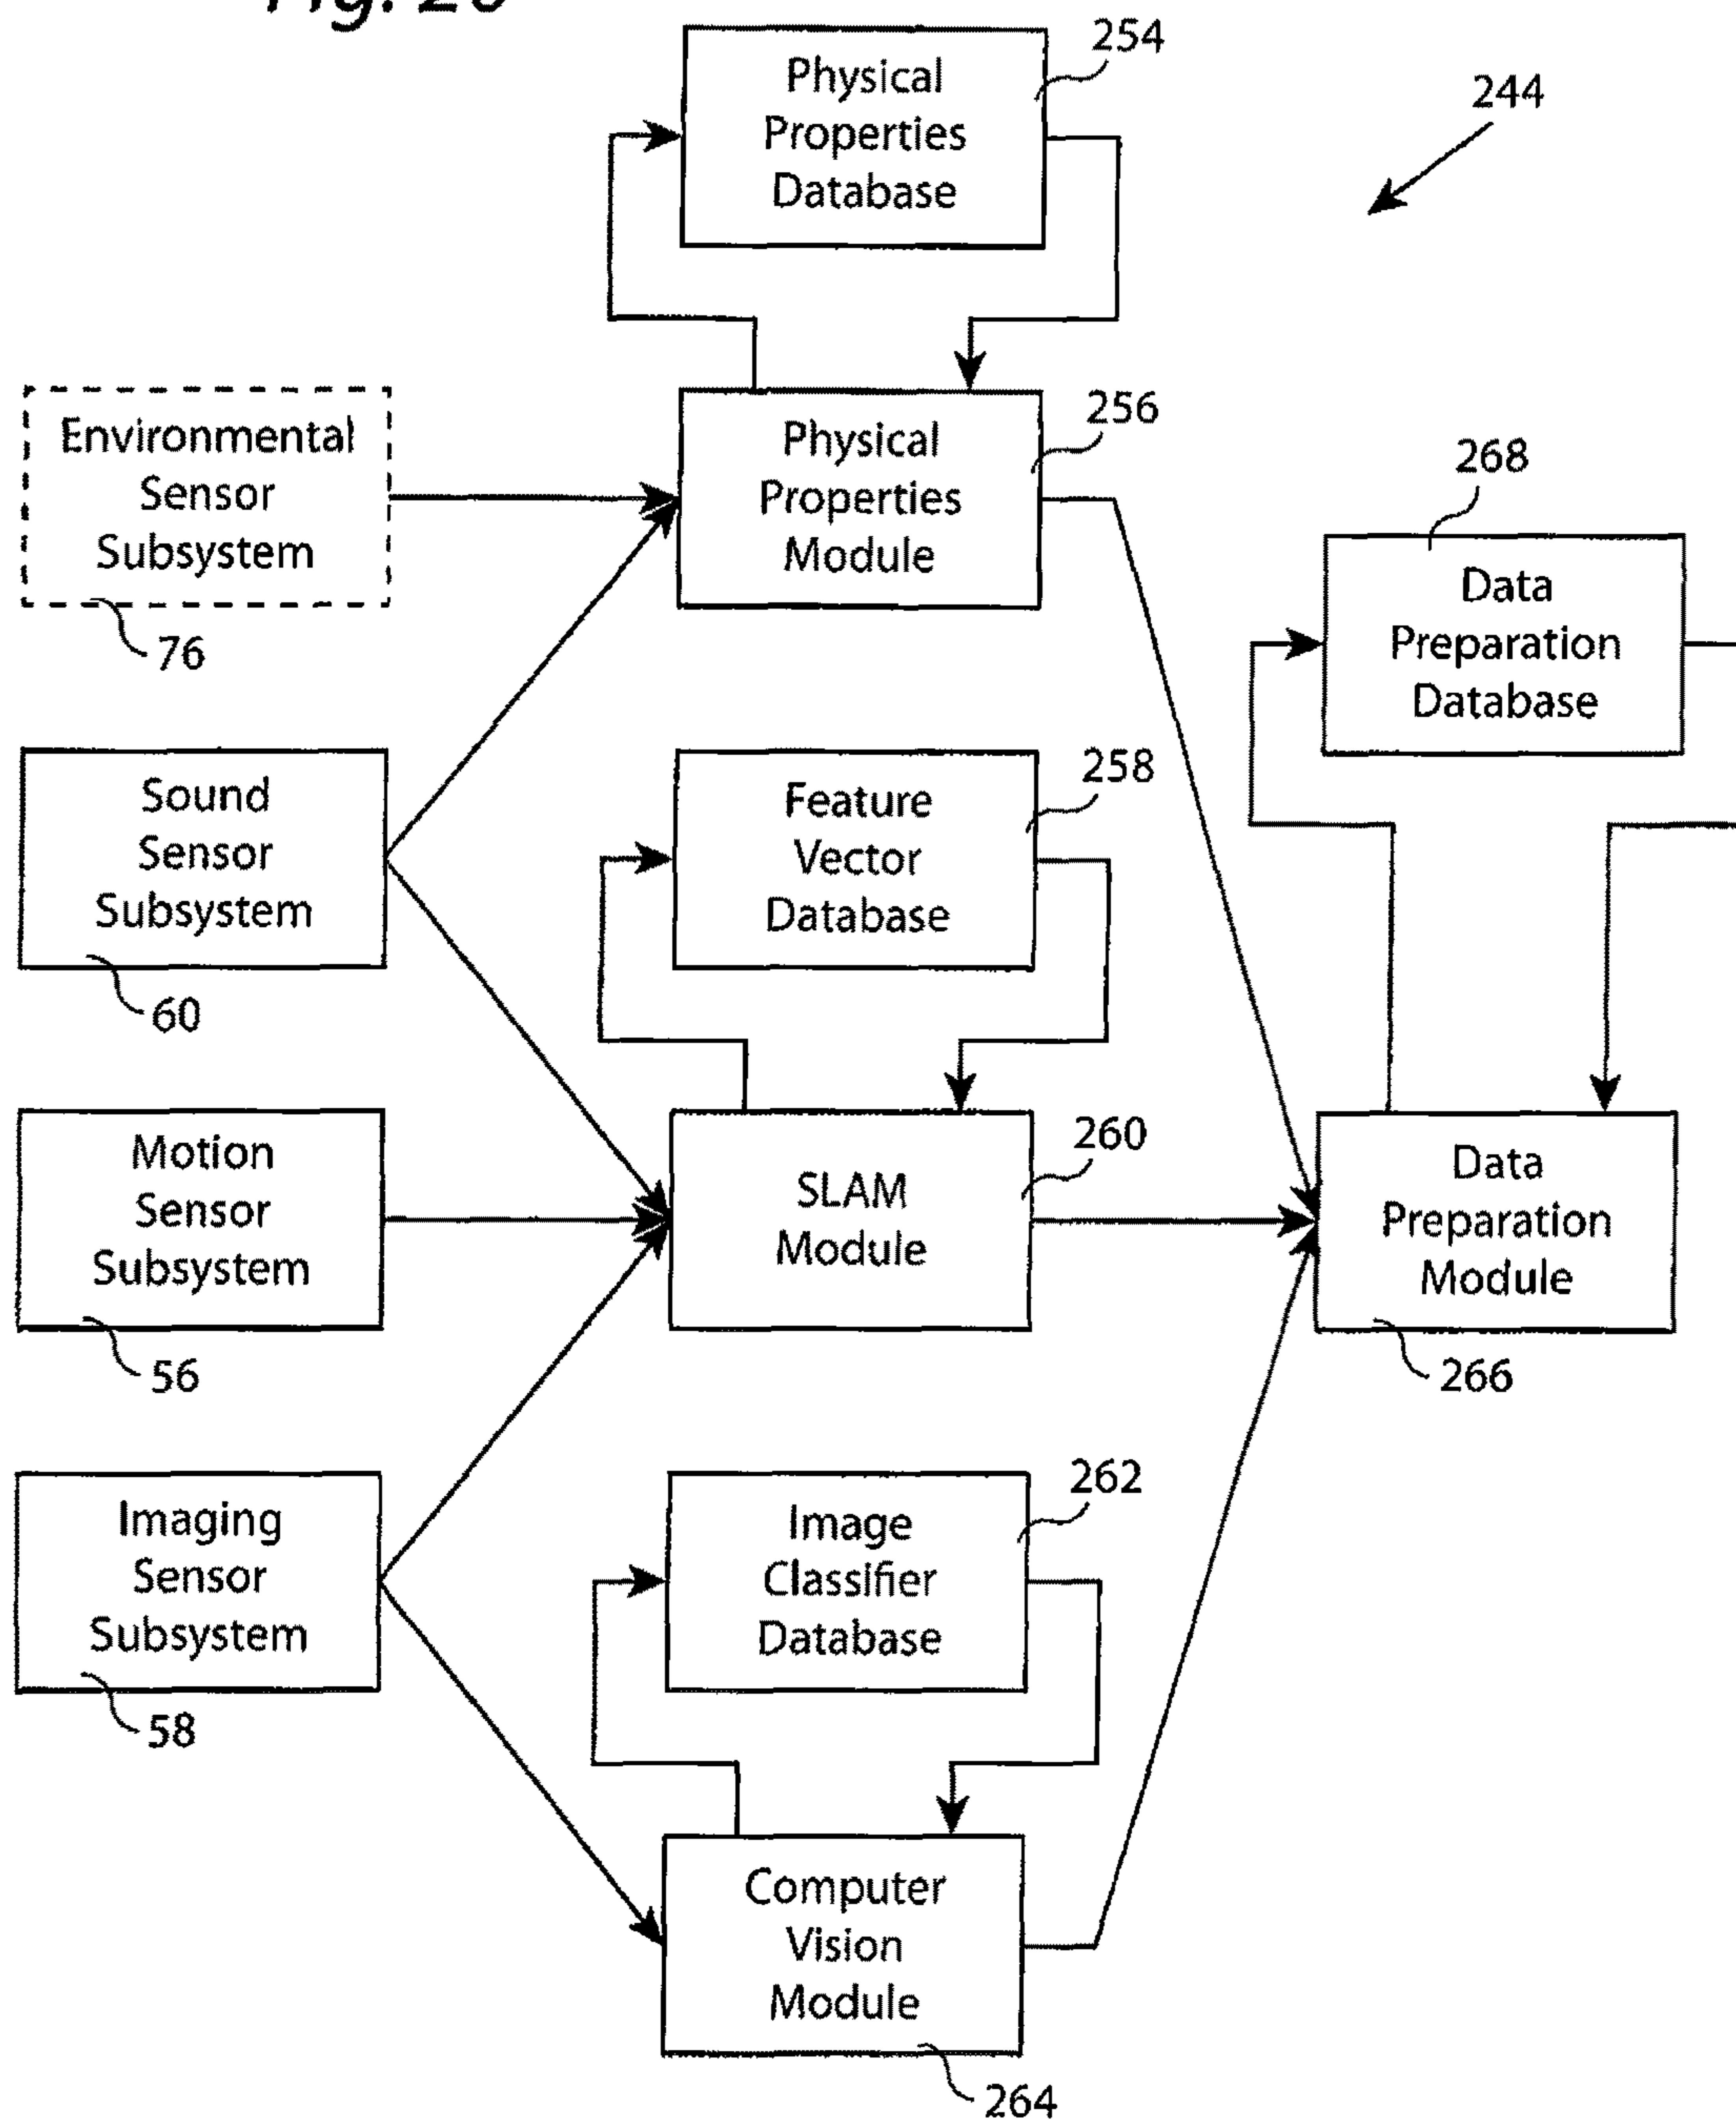 Fig. 26
254
Physical
Properties
Database
244
256
Physical
Properties
Module
Environmental
Sensor
Subsystem
76
268
Data
Preparation
Database
Sound
Sensor
Subsystem
60
258
Feature
Vector
Database
Motion
Sensor
Subsystem
56
260
SLAM
Module
Data
Preparation
Module
266
Imaging
Sensor
Subsystem
58
262
Image
Classifier
Database
Computer
Vision
Module
264